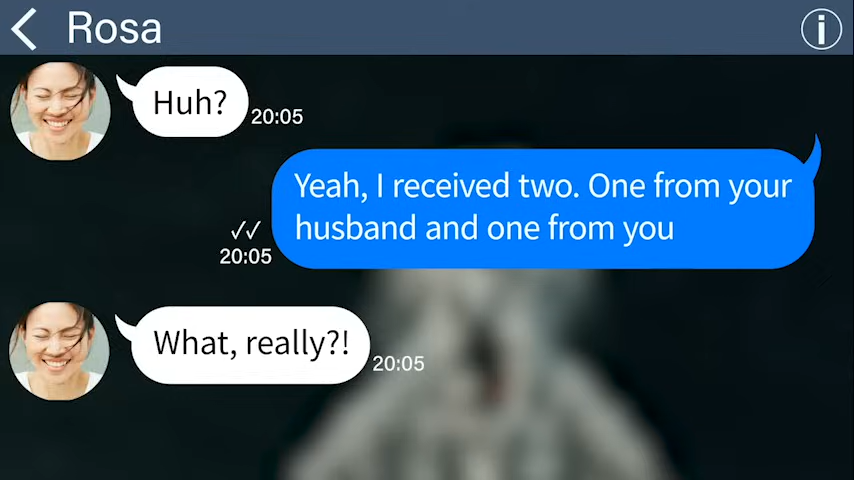 Rosa
Huh?
20:05
Yeah, I received two. One from your
husband and one from you
20:05
What, really?!
20:05